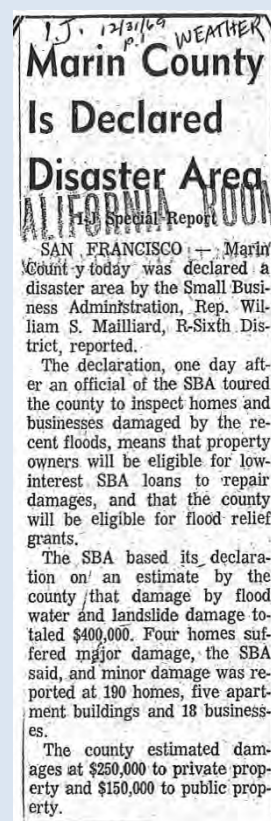 I.J. 12/31/69
p.1 WEATHER
Marin County
Is Declared
Disaster Area
CALIFORNIA ROOM
I-J Special Report
SAN FRANCISCO — Marin
Count y today was declared a
disaster area by the Small Busi-
ness Administration, Rep. Wil-
liam S. Mailliard, R-Sixth Dis-
trict, reported.
The declaration, one day aft-
er an official of the SBA toured
the county to inspect homes and
businesses damaged by the re-
cent floods, means that property
owners will be eligible for low-
interest SBA loans to repair
damages, and that the county
will be eligible for flood relief
grants.
The SBA based its declara-
tion on an estimate by the
county that damage by flood
water and landslide damage to-
taled $400,000. Four homes suf-
fered major damage, the SBA
said, and minor damage was re-
ported at 190 homes, five apart-
ment buildings and 18 business-
es.
The county estimated dam-
ages at $250,000 to private prop-
erty and $150,000 to public prop-
erty.